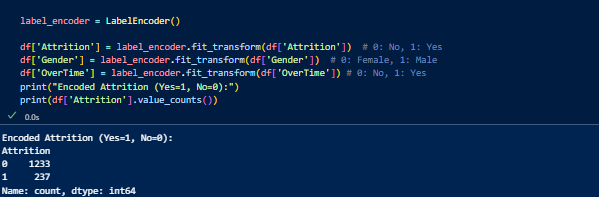 label_encoder = LabelEncoder()
df['Attrition'] = label_encoder.fit_transform(df['Attrition'])  # 0: No, 1: Yes
df['Gender'] = label_encoder.fit_transform(df['Gender'])  # 0: Female, 1: Male
df['OverTime'] = label_encoder.fit_transform(df['OverTime']) # 0: No, 1: Yes
print("Encoded Attrition (Yes=1, No=0):")
print(df['Attrition'].value_counts())
0.0s
Encoded Attrition (Yes=1, No=0):
Attrition
0    1233
1     237
Name: count, dtype: int64